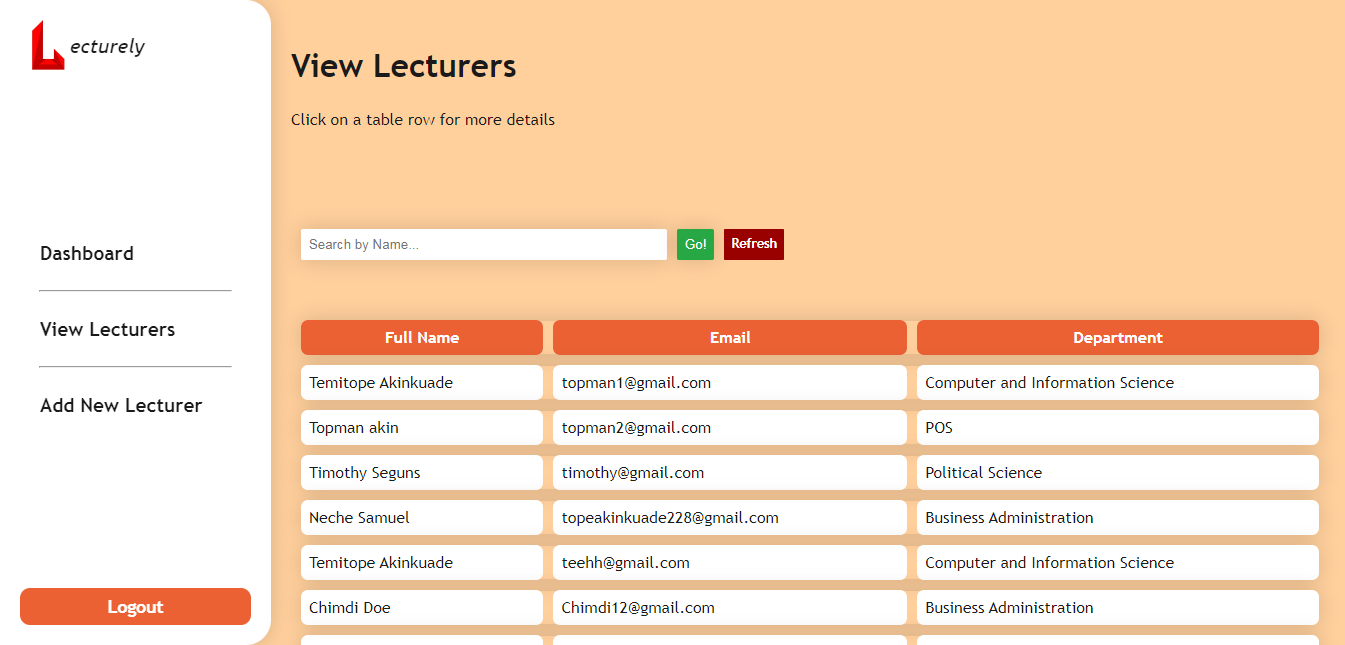 Lecturely
View Lecturers
Click on a table row for more details
Dashboard
View Lecturers
Add New Lecturer
Logout
Search by Name... Go! Refresh
Full Name Email Department
Temitope Akinkuade topman1@gmail.com Computer and Information Science
Topman akin topman2@gmail.com POS
Timothy Seguns timothy@gmail.com Political Science
Neche Samuel topeakinkuade228@gmail.com Business Administration
Temitope Akinkuade teehh@gmail.com Computer and Information Science
Chimdi Doe Chimdi12@gmail.com Business Administration